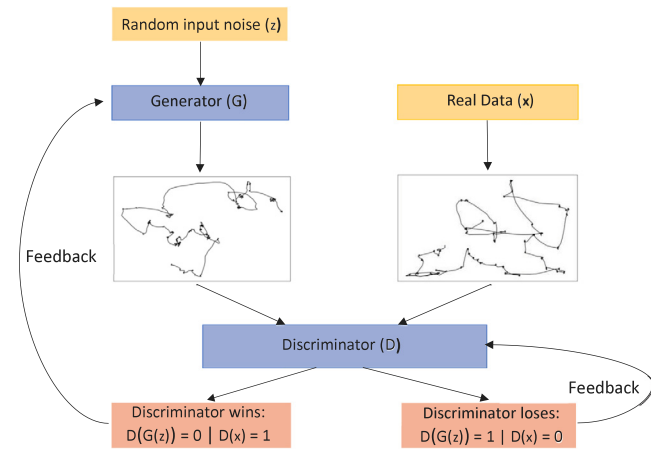 Random input noise (z)
Generator (G)
Real Data (x)
Feedback
Discriminator (D)
Feedback
Discriminator wins:
D(G(z)) = 0 | D(x) = 1
Discriminator loses:
D(G(z)) = 1 | D(x) = 0